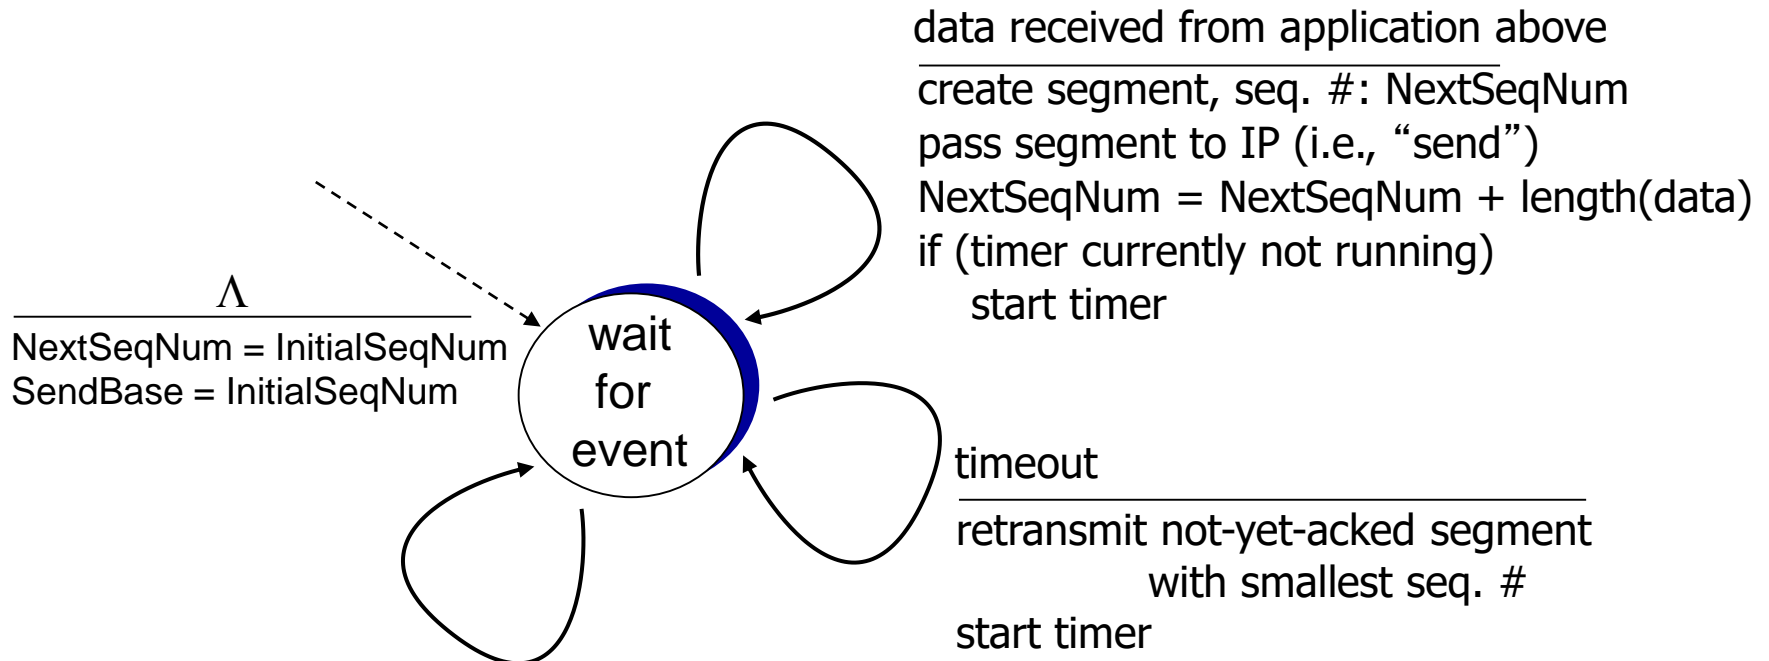 data received from application above
create segment, seq. #: NextSeqNum
pass segment to IP (i.e., “send”)
NextSeqNum = NextSeqNum + length(data)
if (timer currently not running)
start timer
Λ
NextSeqNum = InitialSeqNum
SendBase = InitialSeqNum
wait
for
event
timeout
retransmit not-yet-acked segment
with smallest seq. #
start timer